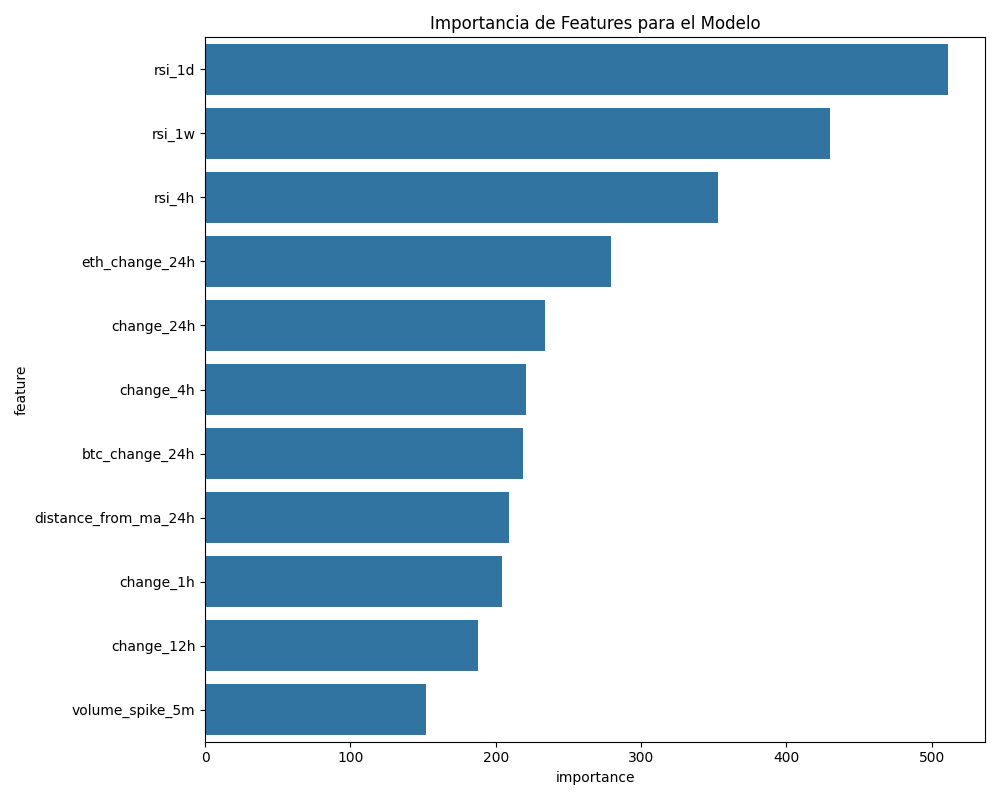 Importancia de Features para el Modelo
feature
rsi_1d
rsi_1w
rsi_4h
eth_change_24h
change_24h
change_4h
btc_change_24h
distance_from_ma_24h
change_1h
change_12h
volume_spike_5m
0 100 200 300 400 500
importance